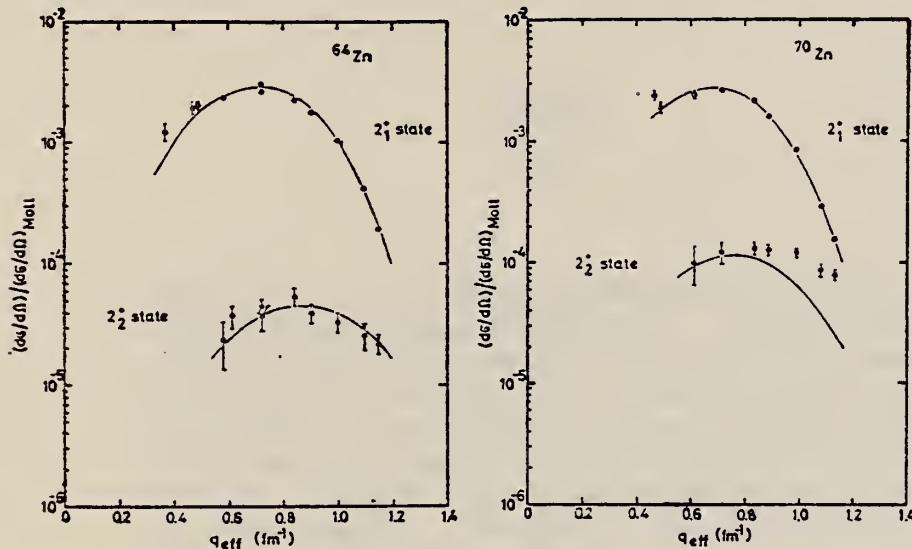 10⁻²
10⁻³
10⁻⁴
10⁻⁵
10⁻⁶
(dσ/dΩ)/(dσ/dΩ)Mott
⁶⁴Zn
2₁⁺ state
2₂⁺ state
0 0.2 0.4 0.6 0.8 1.0 1.2 1.4
q eff (fm⁻¹)
10⁻²
10⁻³
10⁻⁴
10⁻⁵
10⁻⁶
(dσ/dΩ)/(dσ/dΩ)Mott
⁷⁰Zn
2₁⁺ state
2₂⁺ state
0 0.2 0.4 0.6 0.8 1.0 1.2 1.4
q eff (fm⁻¹)